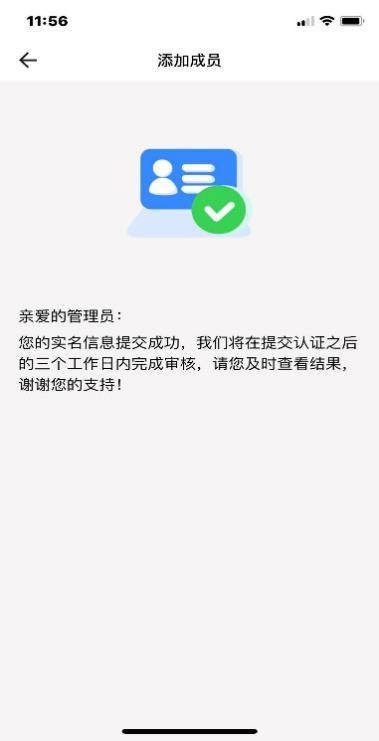 11:56
添加成员
亲爱的管理员：
您的实名信息提交成功，我们将在提交认证之后
的三个工作日内完成审核，请您及时查看结果，
谢谢您的支持！